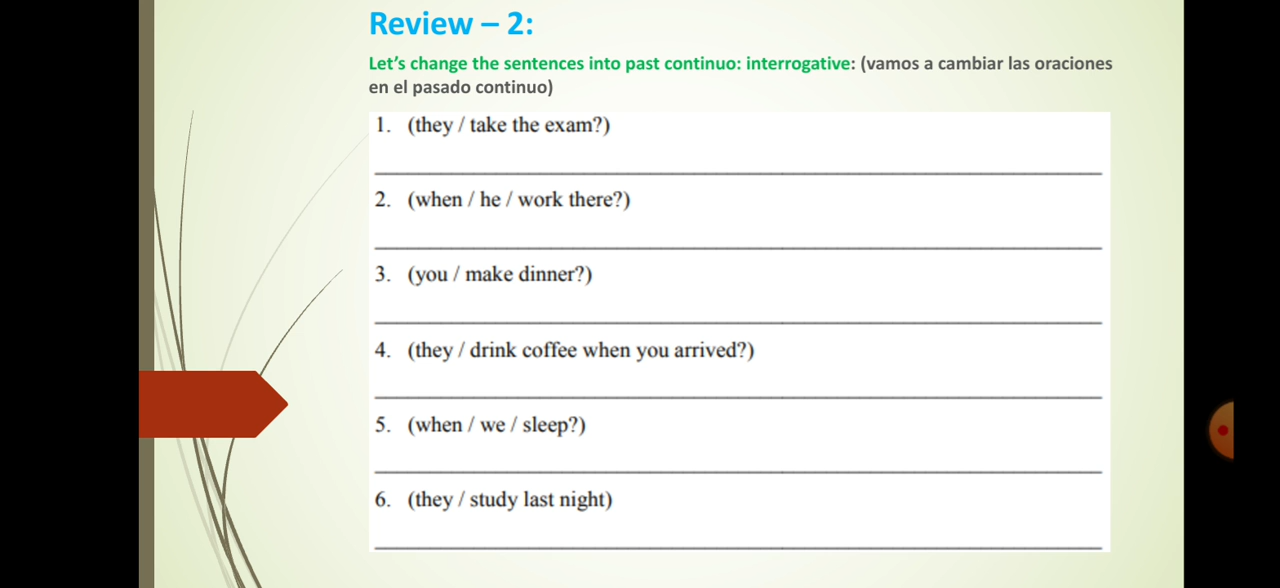 Review – 2:
Let's change the sentences into past continuo: interrogative: (vamos a cambiar las oraciones
en el pasado continuo)
1. (they / take the exam?)
2. (when / he / work there?)
3. (you / make dinner?)
4. (they / drink coffee when you arrived?)
5. (when / we / sleep?)
6. (they / study last night)